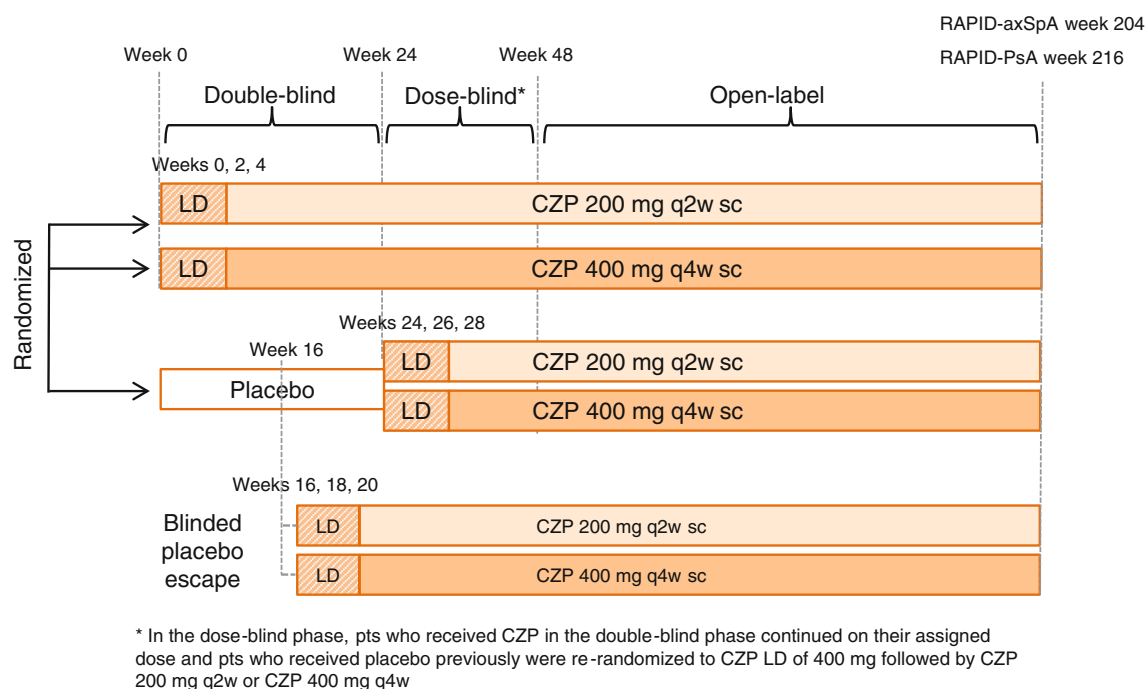 RAPID-axSpA week 204
RAPID-PsA week 216
Week 0
Week 24
Week 48
Double-blind
Dose-blind*
Open-label
Weeks 0, 2, 4
LD
CZP 200 mg q2w sc
LD
CZP 400 mg q4w sc
Randomized
Weeks 24, 26, 28
Week 16
LD
CZP 200 mg q2w sc
Placebo
LD
CZP 400 mg q4w sc
Weeks 16, 18, 20
Blinded
placebo
escape
LD
CZP 200 mg q2w sc
LD
CZP 400 mg q4w sc
* In the dose-blind phase, pts who received CZP in the double-blind phase continued on their assigned
dose and pts who received placebo previously were re-randomized to CZP LD of 400 mg followed by CZP
200 mg q2w or CZP 400 mg q4w